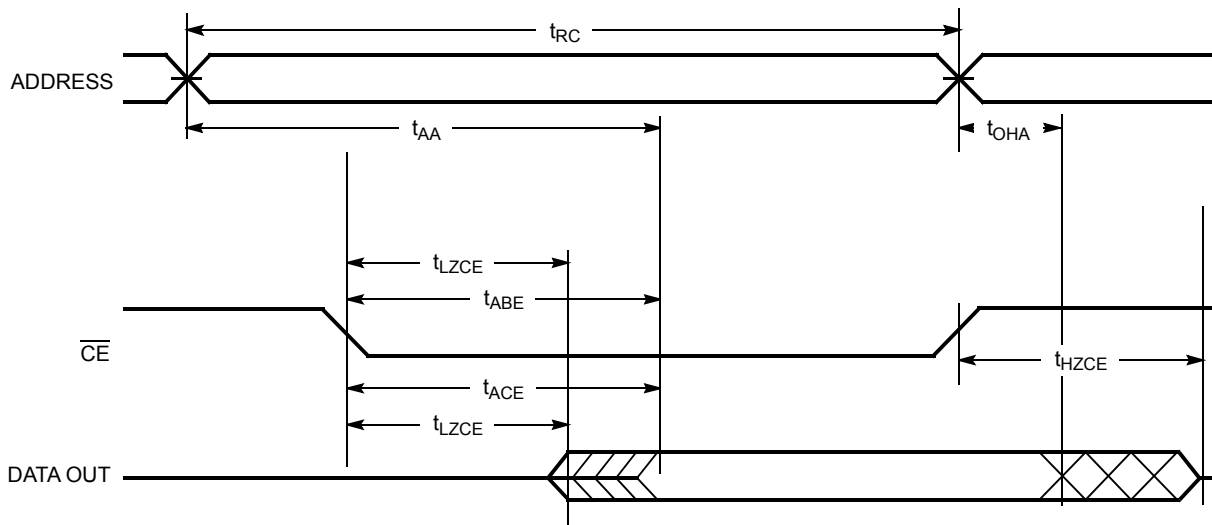 tRC
ADDRESS
tAA
tOHA
tLZCE
tABE
CE
tHZCE
tACE
tLZCE
DATA OUT